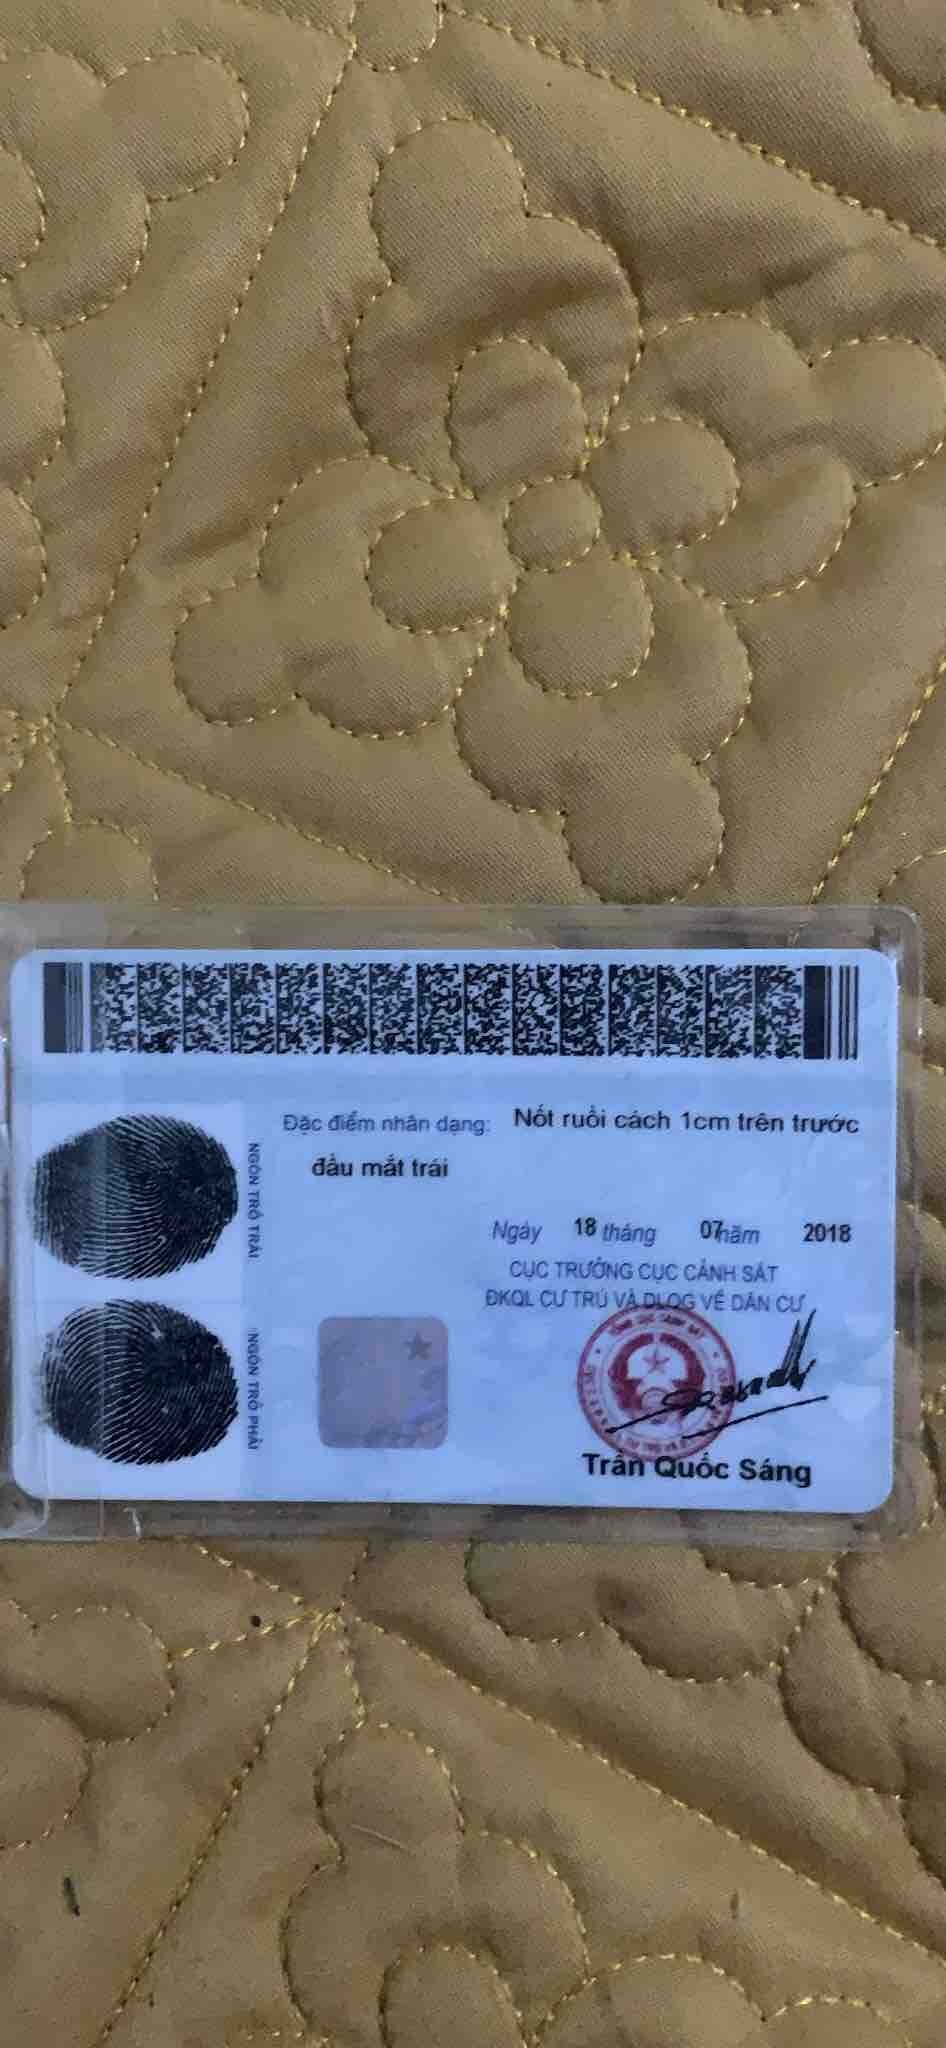 Đặc điểm nhân dạng: Nốt ruồi cách 1cm trên trước
đầu mắt trái
NGÓN TRỎ TRÁI
Ngày 18 tháng 07 năm 2018
CỤC TRƯỞNG CỤC CẢNH SÁT
ĐKQL CƯ TRÚ VÀ DLQG VỀ DÂN CƯ
NGÓN TRỎ PHẢI
Trần Quốc Sáng